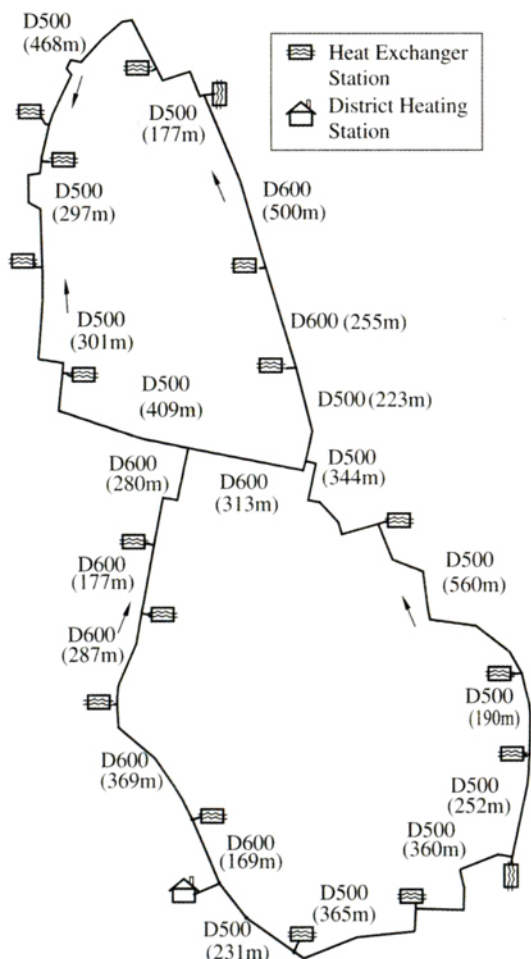 D500
(468m)
Heat Exchanger
Station
District Heating
Station
D500
(177m)
D500
(297m)
D600
(500m)
D500
(301m)
D600 (255m)
D500
(409m)
D500 (223m)
D600
(280m)
D600
(313m)
D500
(344m)
D600
(177m)
D500
(560m)
D600
(287m)
D500
(190m)
D600
(369m)
D500
(252m)
D500
(360m)
D600
(169m)
D500
(365m)
D500
(231m)